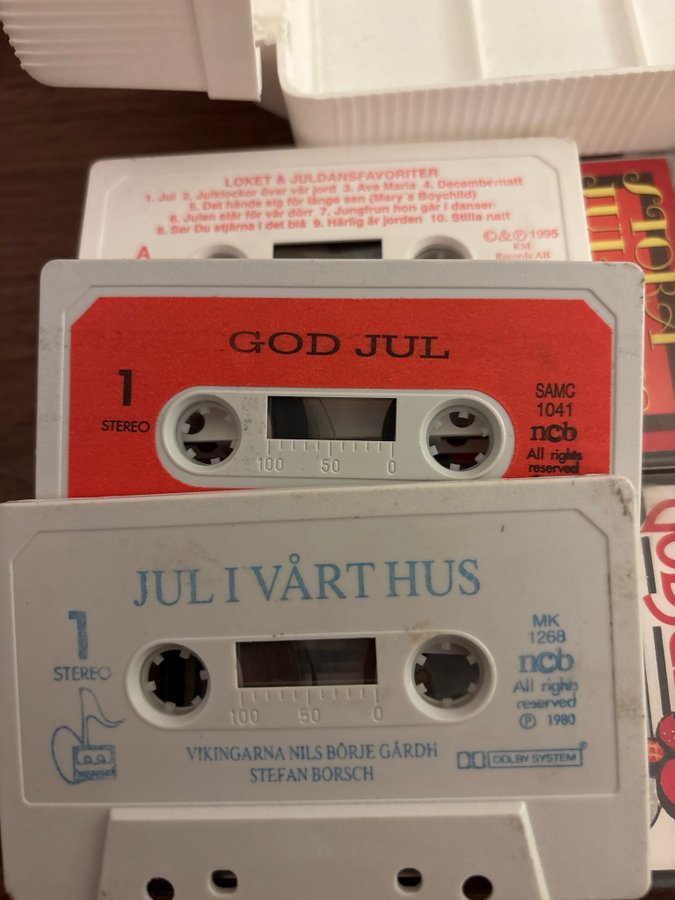 LOKET & JULDANSFAVORITER
1. Jul 2. Julklockor över vår jord 3. Ave Maria 4. Decembernatt
5. Det hände sig för länge sen (Mary's Boychild)
6. Julen står för vår dörr 7. Jungfrun hon går i dansen
8. Ser Du stjärna i det blå 9. Härlig är jorden 10. Stilla natt
A
©&℗ 1995
KM
Records AB
STORA
JUL
GOD JUL
1
STEREO
SAMC
1041
ncb
All rights
reserved
100 50 0
JUL I VÅRT HUS
1
STEREO
MK
1268
ncb
All rights
reserved
℗ 1980
100 50 0
VIKINGARNA NILS BÖRJE GÅRDH
STEFAN BORSCH
DOLBY SYSTEM